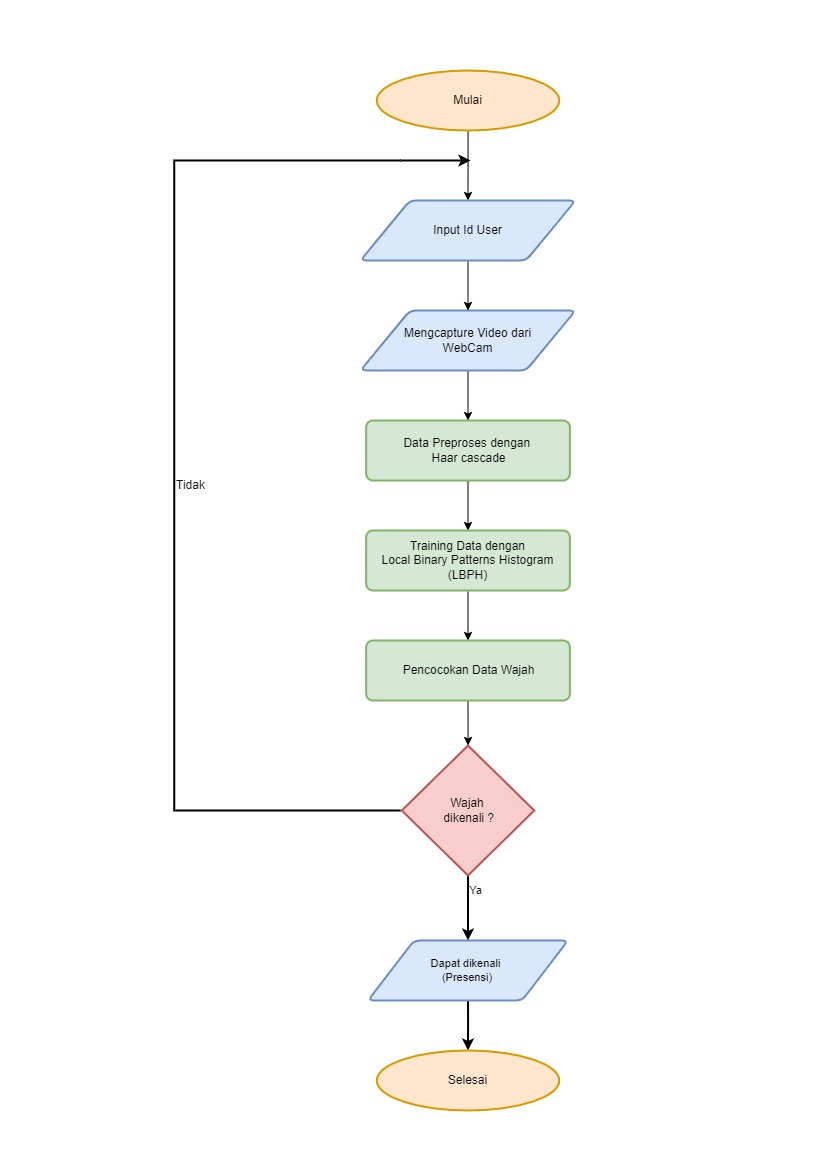 Mulai
Input Id User
Mengcapture Video dari
WebCam
Data Preproses dengan
Haar cascade
Tidak
Training Data dengan
Local Binary Patterns Histogram
(LBPH)
Pencocokan Data Wajah
Wajah
dikenali ?
Ya
Dapat dikenali
(Presensi)
Selesai